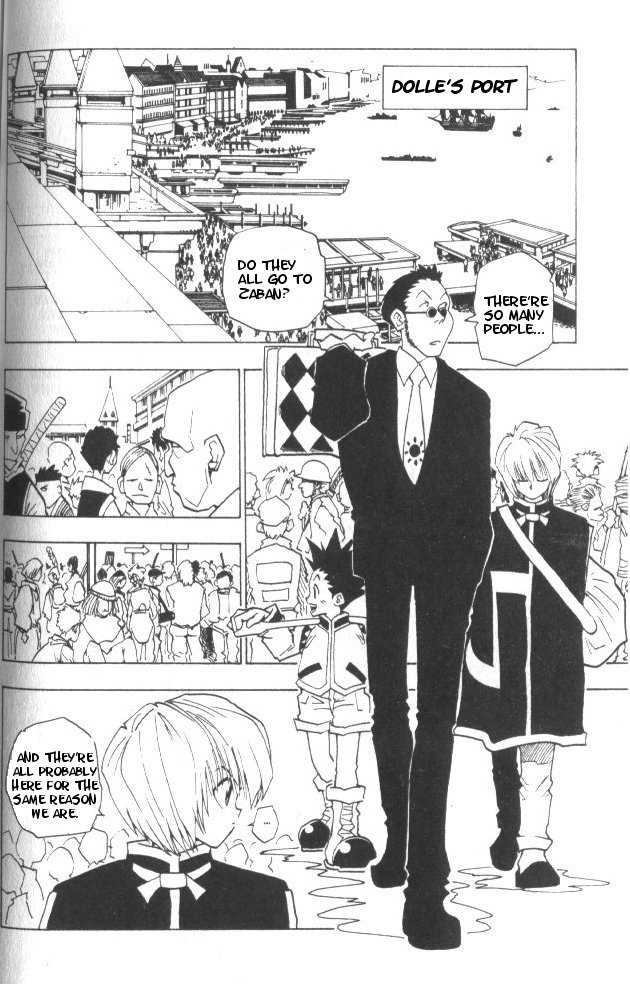 DOLLE'S PORT
THERE'RE
SO MANY
PEOPLE...
DO THEY
ALL GO TO
ZABAN?
AND THEY'RE
ALL PROBABLY
HERE FOR THE
SAME REASON
WE ARE.
...